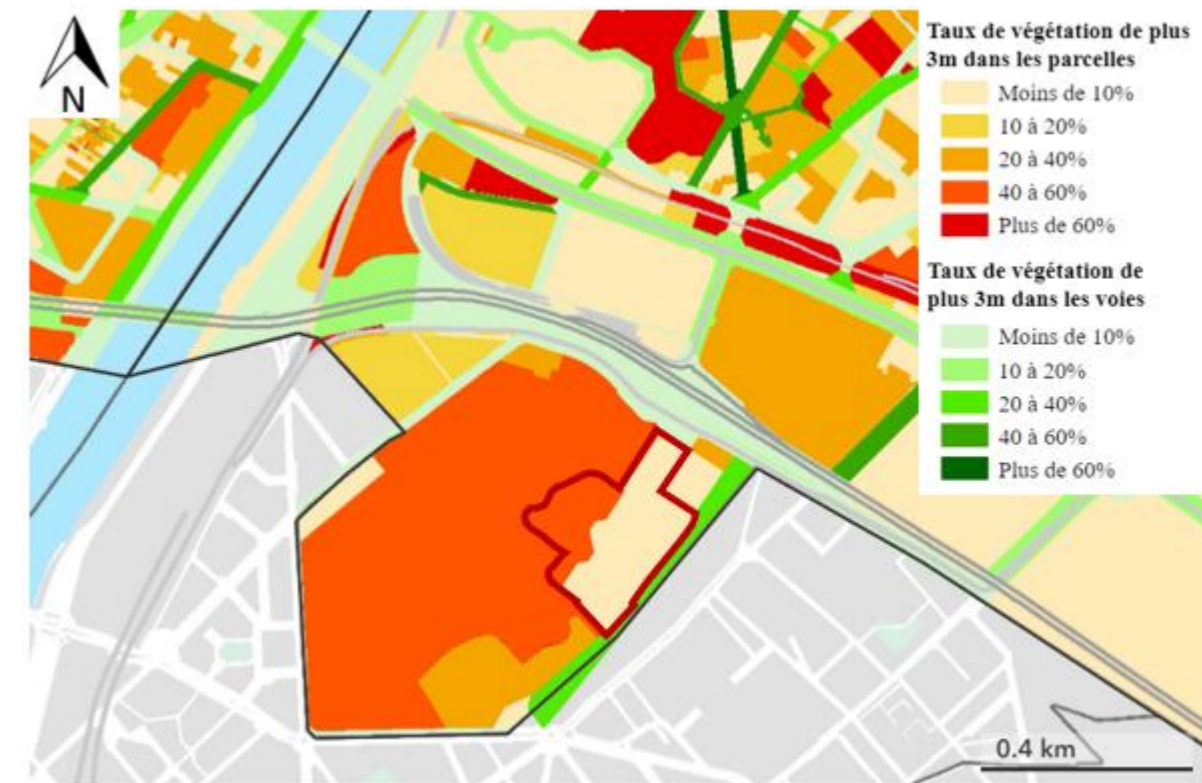 N
Taux de végétation de plus
3m dans les parcelles
Moins de 10%
10 à 20%
20 à 40%
40 à 60%
Plus de 60%
Taux de végétation de
plus 3m dans les voies
Moins de 10%
10 à 20%
20 à 40%
40 à 60%
Plus de 60%
0.4 km